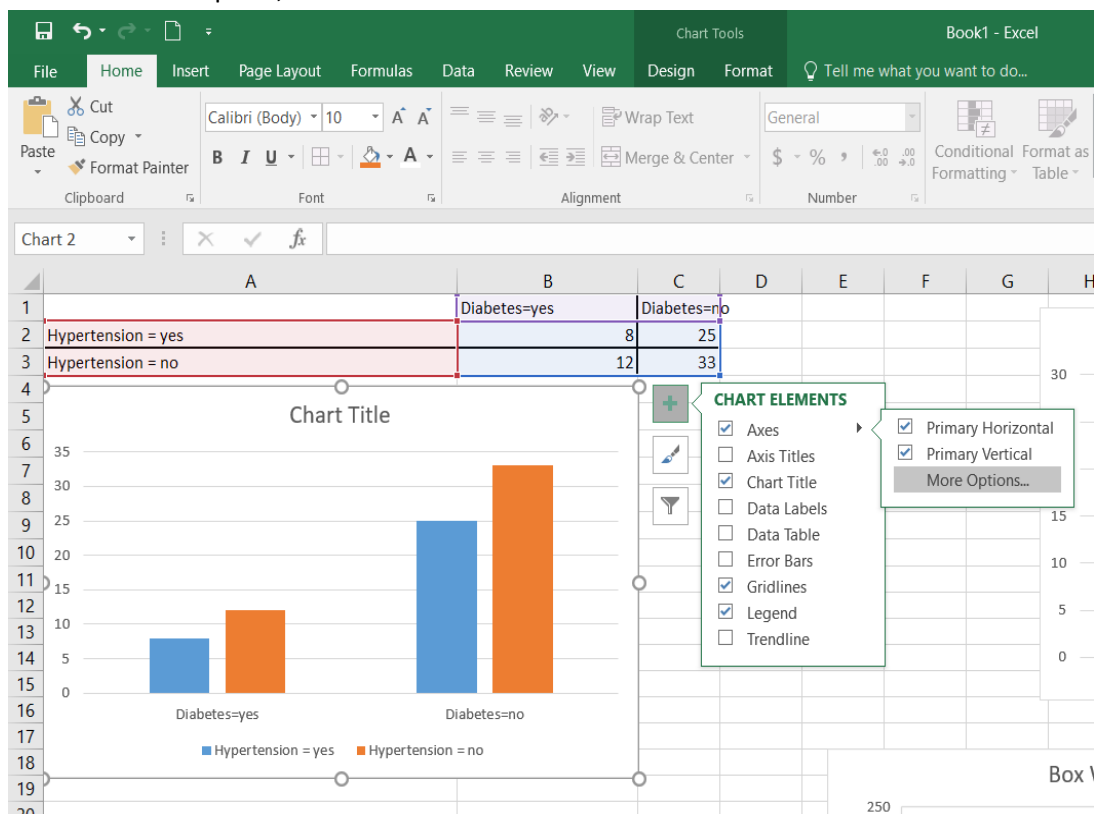 Chart Tools Book1 - Excel
File Home Insert Page Layout Formulas Data Review View Design Format Tell me what you want to do...
Cut
Copy
Format Painter
Paste
Clipboard
Calibri (Body) 10 A A
B I U A
Font
Wrap Text
Merge & Center
Alignment
General
$ % , .0 .00 .00 .0
Number
Conditional Formatting
Format as Table
Chart 2 fx
A B C D E F G H
1 Diabetes=yes Diabetes=no
2 Hypertension = yes 8 25
3 Hypertension = no 12 33
4
5
6
7
8
9
10
11
12
13
14
15
16
17
18
19
Chart Title
35
30
25
20
15
10
5
0
Diabetes=yes Diabetes=no
Hypertension = yes Hypertension = no
CHART ELEMENTS
Axes
Axis Titles
Chart Title
Data Labels
Data Table
Error Bars
Gridlines
Legend
Trendline
Primary Horizontal
Primary Vertical
More Options...
30
15
10
5
0
Box
250